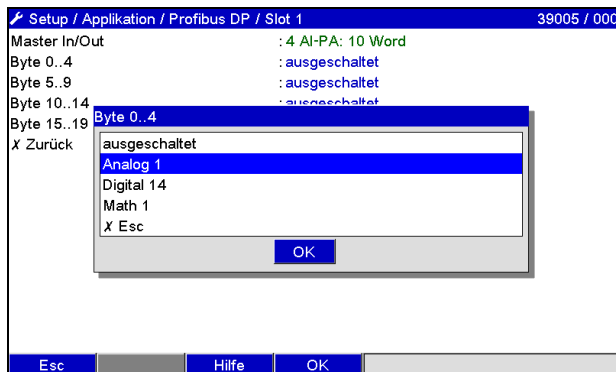 Setup / Applikation / Profibus DP / Slot 1 39005 / 000
Master In/Out : 4 AI-PA: 10 Word
Byte 0..4 : ausgeschaltet
Byte 5..9 : ausgeschaltet
Byte 10..14 : ausgeschaltet
Byte 15..19
X Zurück
Byte 0..4
ausgeschaltet
Analog 1
Digital 14
Math 1
X Esc
OK
Esc Hilfe OK